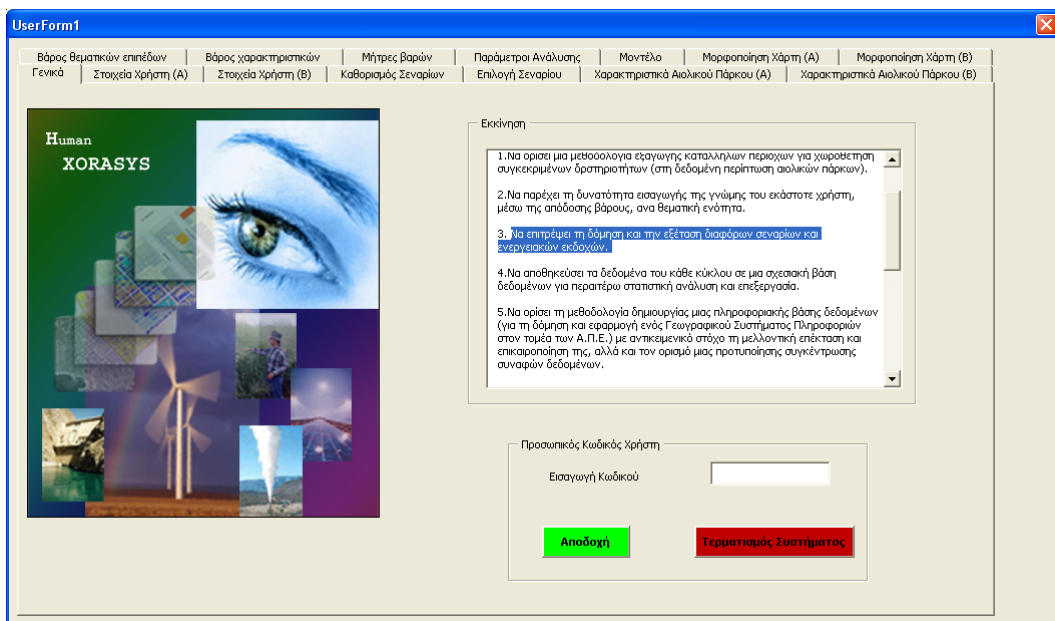 UserForm1
Βάρος θεματικών επιπέδων
Βάρος χαρακτηριστικών
Μήτρες βαρών
Παράμετροι Ανάλυσης
Μοντέλο
Μορφοποίηση Χάρτη (Α)
Μορφοποίηση Χάρτη (Β)
Γενικά
Στοιχεία Χρήστη (Α)
Στοιχεία Χρήστη (Β)
Καθορισμός Σεναρίων
Επιλογή Σεναρίου
Χαρακτηριστικά Αιολικού Πάρκου (Α)
Χαρακτηριστικά Αιολικού Πάρκου (Β)
Human
XORASYS
Εκκίνηση
1.Να ορίσει μια μεθοδολογία εξαγωγής κατάλληλων περιοχών για χωροθέτηση
συγκεκριμένων δρστηριοτήτων (στη δεδομένη περίπτωση αιολικών πάρκων).
2.Να παρέχει τη δυνατότητα εισαγωγής της γνώμης του εκάστοτε χρήστη,
μέσω της απόδοσης βάρους, ανα θεματική ενότητα.
3. Να επιτρέψει τη δόμηση και την εξέταση διαφόρων σεναρίων και
ενεργειακών εκδοχών.
4.Να αποθηκεύσει τα δεδομένα του κάθε κύκλου σε μια σχεσιακή βάση
δεδομένων για περαιτέρω στατιστική ανάλυση και επεξεργασία.
5.Να ορίσει τη μεθοδολογία δημιουργίας μιας πληροφοριακής βάσης δεδομένων
(για τη δόμηση και εφαρμογή ενός Γεωγραφικού Συστήματος Πληροφοριών
στον τομέα των Α.Π.Ε.) με αντικειμενικό στόχο τη μελλοντική επέκταση και
επικαιροποίηση της, αλλά και τον ορισμό μιας προτυποίησης συγκέντρωσης
συναφών δεδομένων.
Προσωπικός Κωδικός Χρήστη
Εισαγωγή Κωδικού
Αποδοχή
Τερματισμός Συστήματος